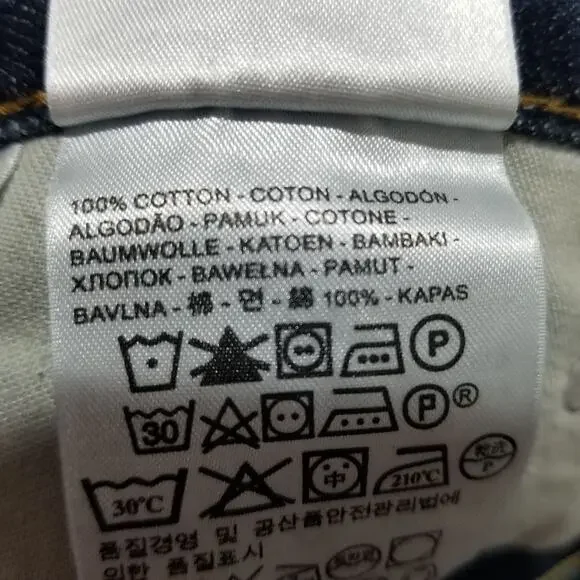 100% COTTON - COTON - ALGODÓN -
ALGODÃO - PAMUK - COTONE -
BAUMWOLLE - KATOEN - BAMBAKI -
ХЛОПОК - BAWEŁNA - PAMUT -
BAVLNA - 棉 - 면 - 綿 100% - KAPAS
P
30 P ®
30°C 中 210°C P
품질경영 및 공산품안전관리법에
의한 품질표시